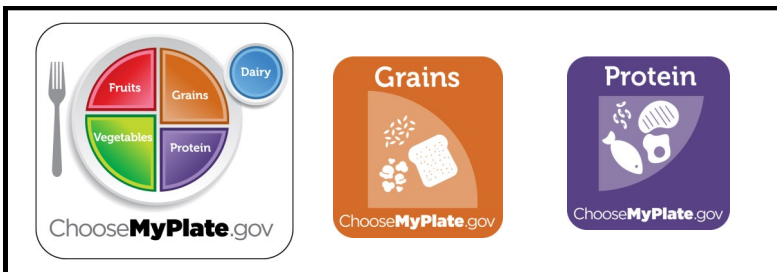 Fruits
Grains
Dairy
Vegetables
Protein
ChooseMyPlate.gov
Grains
ChooseMyPlate.gov
Protein
ChooseMyPlate.gov